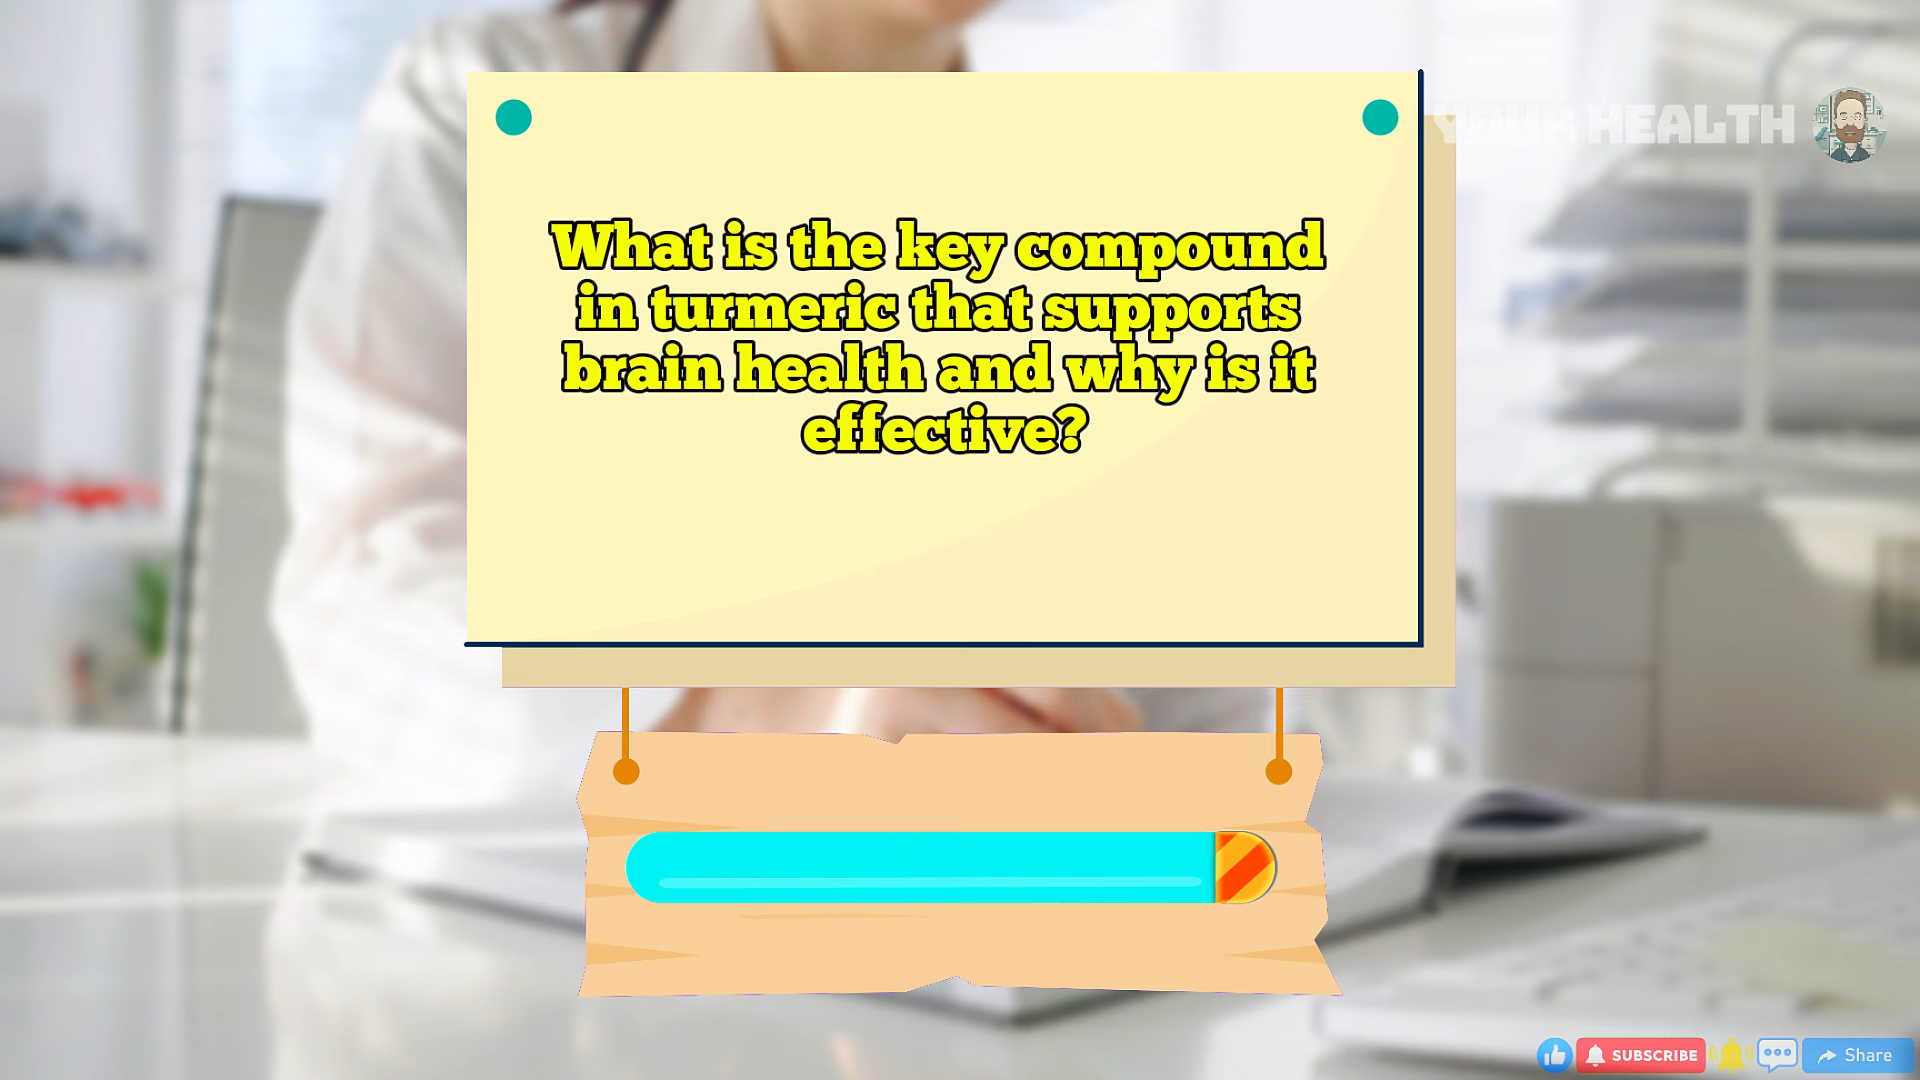 YOUR HEALTH
What is the key compound
in turmeric that supports
brain health and why is it
effective?
SUBSCRIBE
Share